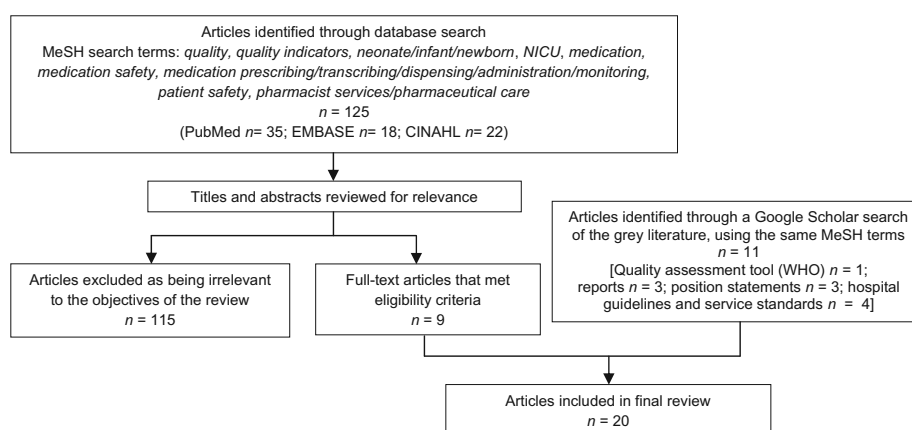 Articles identified through database search
MeSH search terms: quality, quality indicators, neonate/infant/newborn, NICU, medication,
medication safety, medication prescribing/transcribing/dispensing/administration/monitoring,
patient safety, pharmacist services/pharmaceutical care
n = 125
(PubMed n= 35; EMBASE n= 18; CINAHL n= 22)
Titles and abstracts reviewed for relevance
Articles identified through a Google Scholar search
of the grey literature, using the same MeSH terms
n = 11
[Quality assessment tool (WHO) n = 1;
reports n = 3; position statements n = 3; hospital
guidelines and service standards n = 4]
Articles excluded as being irrelevant
to the objectives of the review
n = 115
Full-text articles that met
eligibility criteria
n = 9
Articles included in final review
n = 20